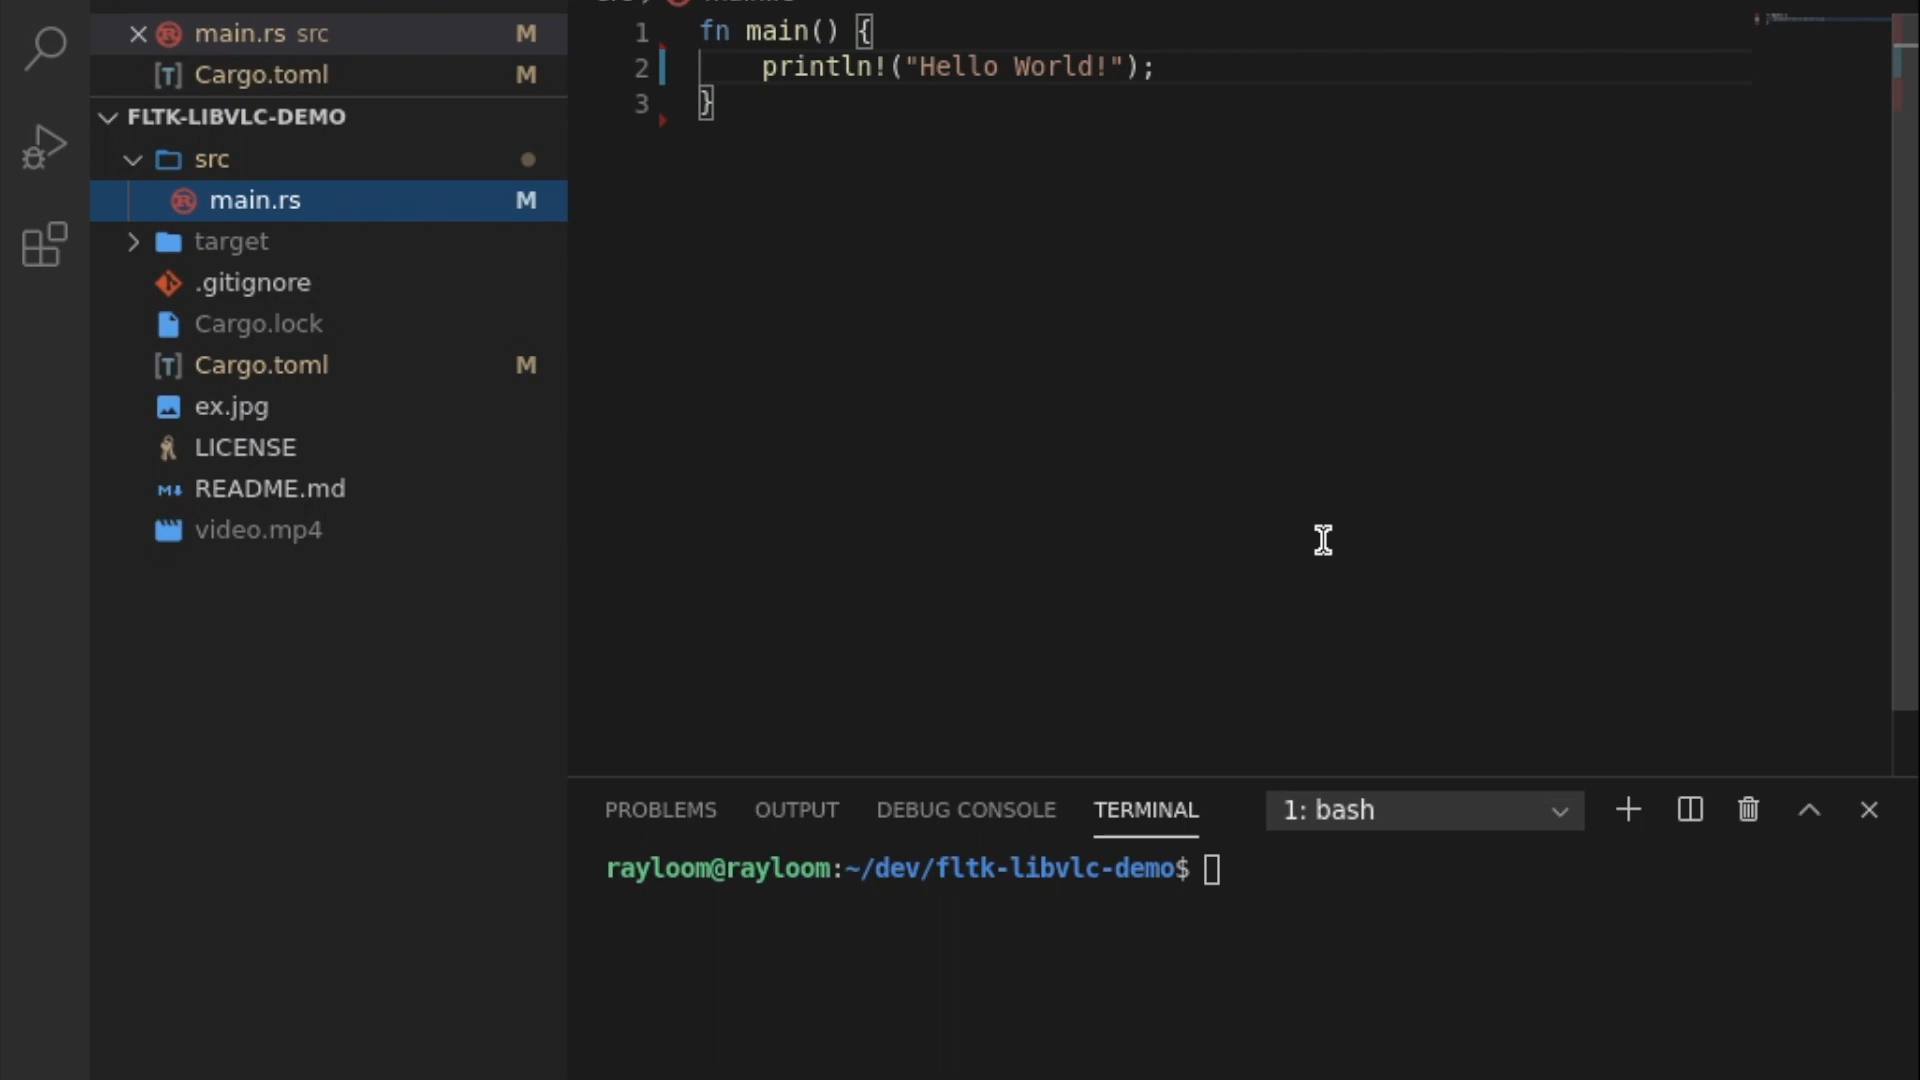 main.rs src M
Cargo.toml M
FLTK-LIBVLC-DEMO
src
main.rs M
target
.gitignore
Cargo.lock
Cargo.toml M
ex.jpg
LICENSE
README.md
video.mp4
1 fn main() {
2 println!("Hello World!");
3 }
PROBLEMS OUTPUT DEBUG CONSOLE TERMINAL 1: bash
rayloom@rayloom:~/dev/fltk-libvlc-demo$